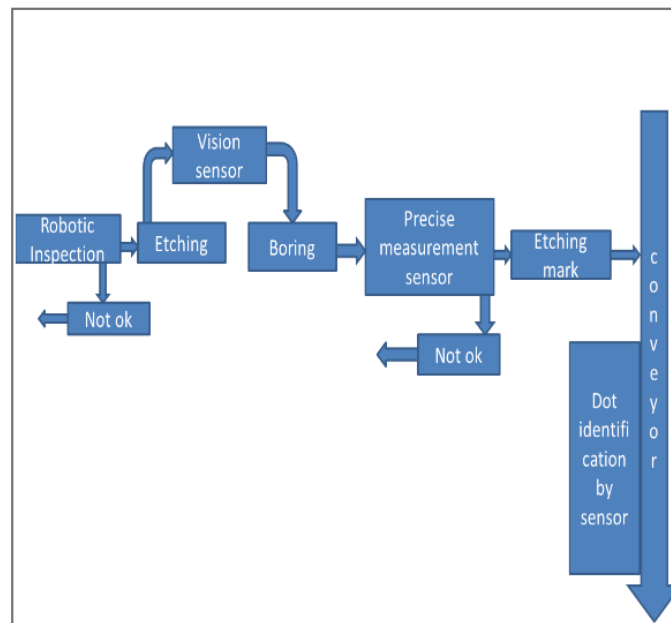 Vision
sensor
Robotic
Inspection
Etching
Boring
Precise
measurement
sensor
Etching
mark
Not ok
Not ok
conveyor
Dot
identifi
cation
by
sensor